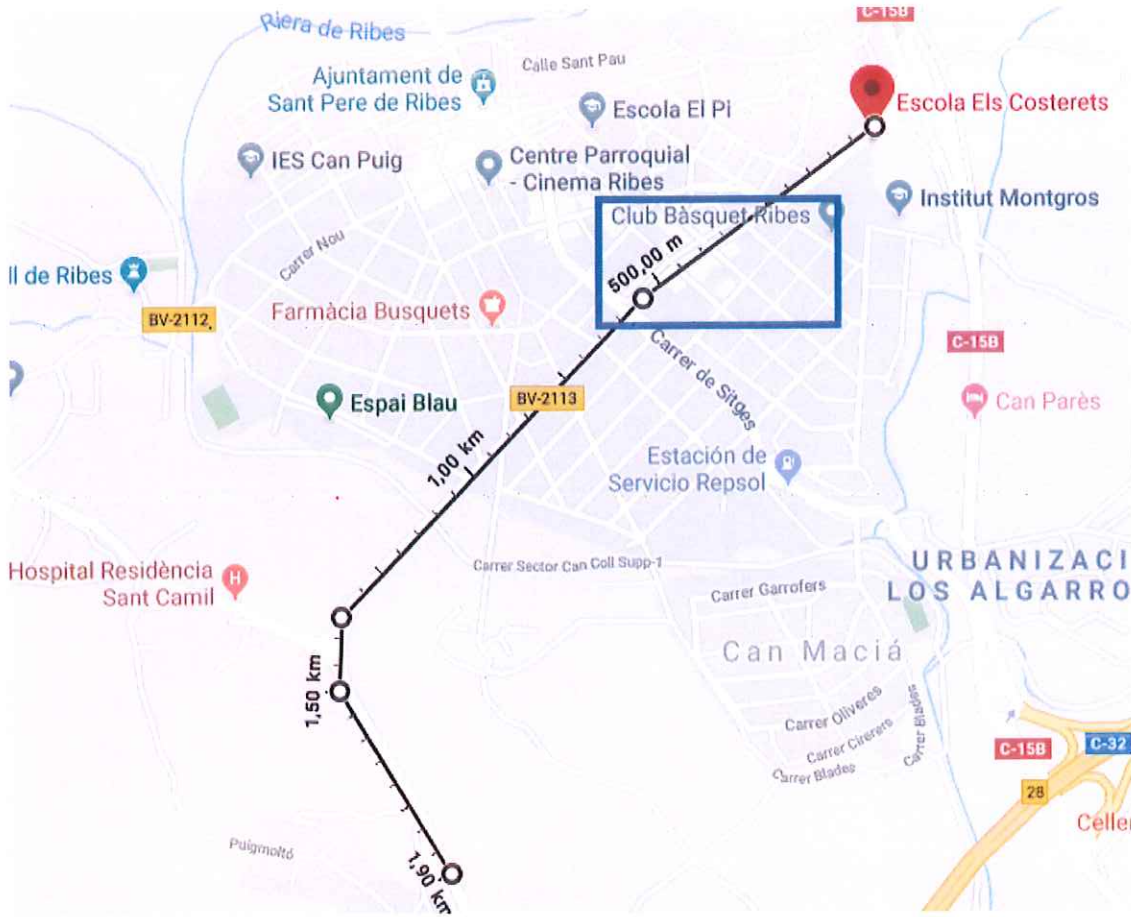 C-15B
Riera de Ribes
Calle Sant Pau
Ajuntament de
Sant Pere de Ribes
Escola El Pi
Escola Els Costerets
IES Can Puig
Centre Parroquial
- Cinema Ribes
Institut Montgros
Club Bàsquet Ribes
Carrer Nou
500,00 m
ll de Ribes
Farmàcia Busquets
BV-2112
C-15B
Carrer de Sitges
Espai Blau
BV-2113
Can Parès
1,00 km
Estación de
Servicio Repsol
Hospital Residència
Sant Camil
Carrer Sector Can Coll Supp-1
URBANIZACI
LOS ALGARRO
Carrer Garrofers
Can Maciá
1,50 km
Carrer Oliveres
Carrer Cirerers
Carrer Blades
Carrer Blades
C-15B
C-32
28
Celler
Puigmoltó
1,90 km